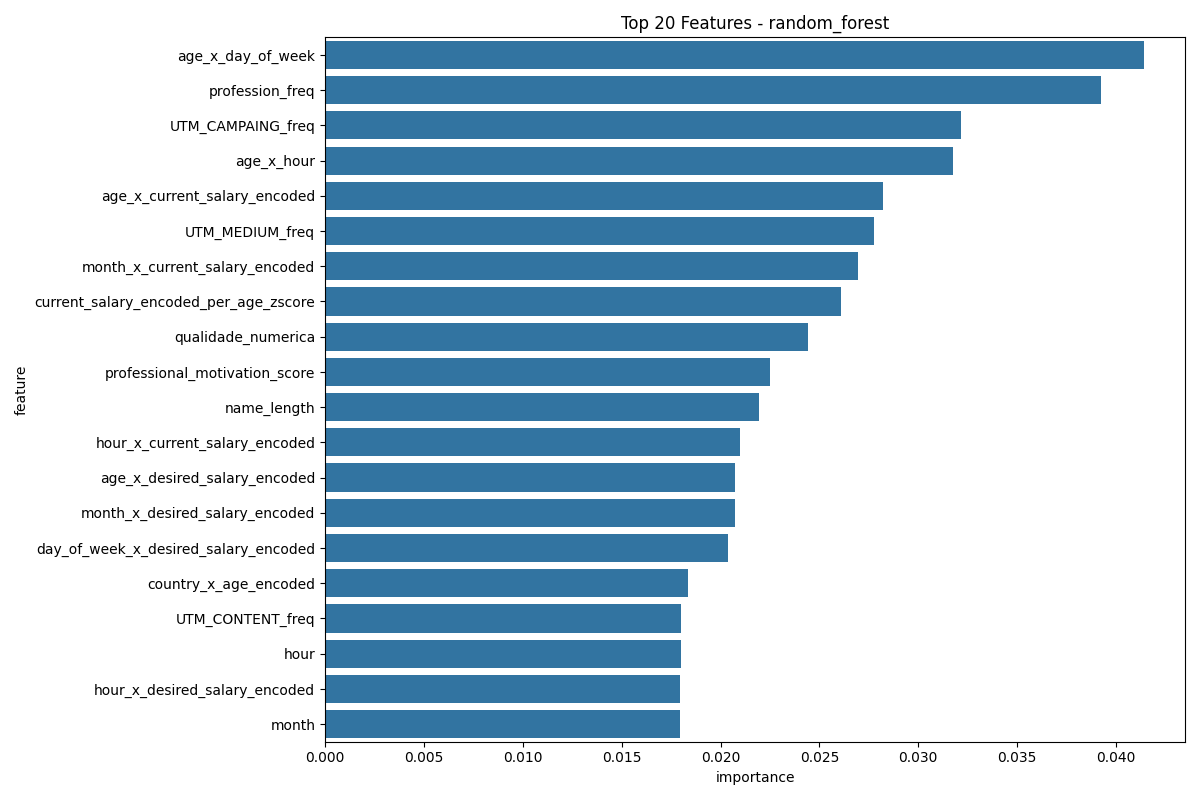 Top 20 Features - random_forest
age_x_day_of_week
profession_freq
UTM_CAMPAING_freq
age_x_hour
age_x_current_salary_encoded
UTM_MEDIUM_freq
month_x_current_salary_encoded
current_salary_encoded_per_age_zscore
qualidade_numerica
professional_motivation_score
name_length
hour_x_current_salary_encoded
age_x_desired_salary_encoded
month_x_desired_salary_encoded
day_of_week_x_desired_salary_encoded
country_x_age_encoded
UTM_CONTENT_freq
hour
hour_x_desired_salary_encoded
month
feature
0.000 0.005 0.010 0.015 0.020 0.025 0.030 0.035 0.040
importance